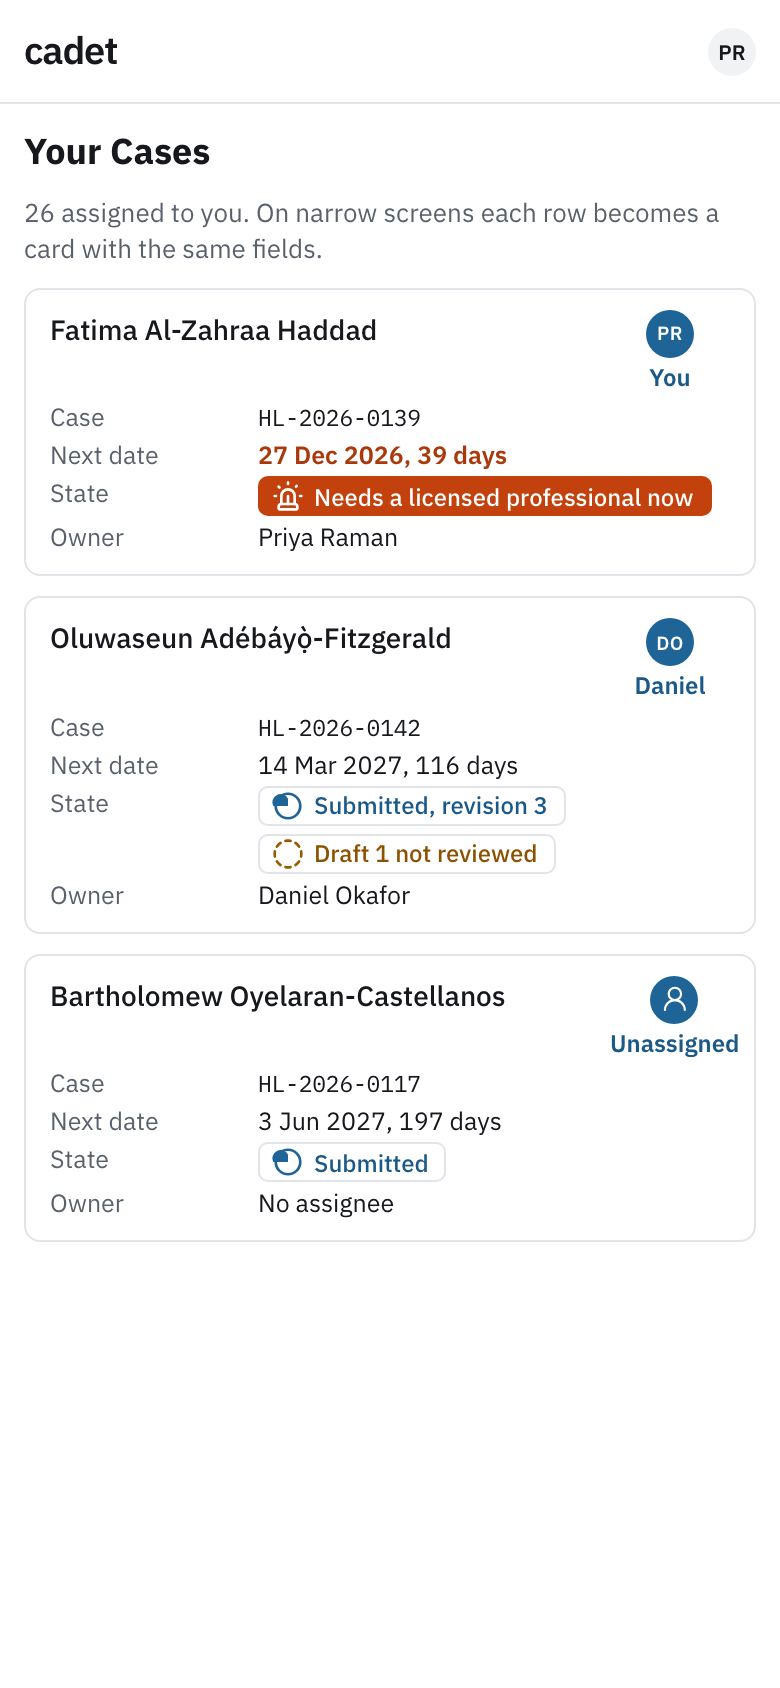 cadet
PR
Your Cases
26 assigned to you. On narrow screens each row becomes a
card with the same fields.
Fatima Al-Zahraa Haddad
PR
You
Case HL-2026-0139
Next date 27 Dec 2026, 39 days
State Needs a licensed professional now
Owner Priya Raman
Oluwaseun Adébáyọ̀-Fitzgerald
DO
Daniel
Case HL-2026-0142
Next date 14 Mar 2027, 116 days
State Submitted, revision 3
Draft 1 not reviewed
Owner Daniel Okafor
Bartholomew Oyelaran-Castellanos
Unassigned
Case HL-2026-0117
Next date 3 Jun 2027, 197 days
State Submitted
Owner No assignee